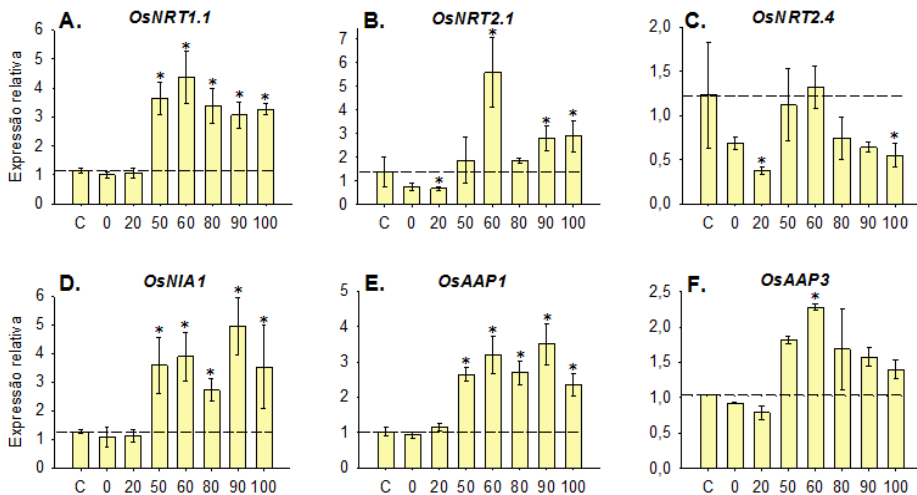 A. OsNRT1.1
B. OsNRT2.1
C. OsNRT2.4
Expressão relativa
6
5
4
3
2
1
0
* * * * *
C 0 20 50 60 80 90 100
7
6
5
4
3
2
1
0
* * * *
C 0 20 50 60 80 90 100
2,0
1,5
1,0
0,5
0,0
* *
C 0 20 50 60 80 90 100
D. OsNIA1
E. OsAAP1
F. OsAAP3
Expressão relativa
6
5
4
3
2
1
0
* * * * *
C 0 20 50 60 80 90 100
5
4
3
2
1
0
* * * * *
C 0 20 50 60 80 90 100
2,5
2,0
1,5
1,0
0,5
0,0
*
C 0 20 50 60 80 90 100